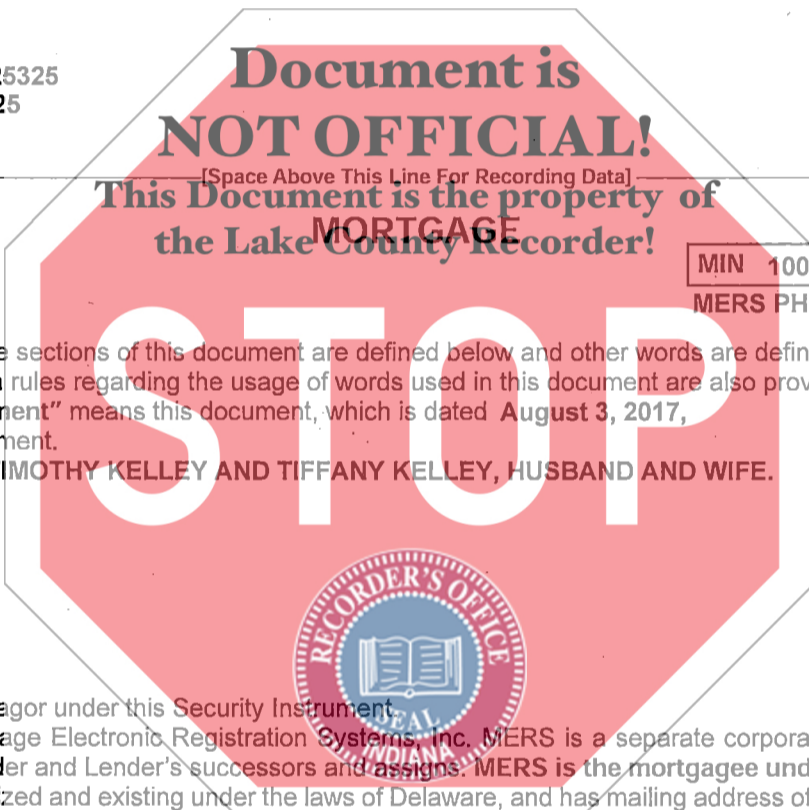 5325
25
Document is
NOT OFFICIAL!
[Space Above This Line For Recording Data]
This Document is the property of
MORTGAGE
the Lake County Recorder!
MIN 100
MERS PH
STOP
e sections of this document are defined below and other words are defin
rules regarding the usage of words used in this document are also prov
ment” means this document, which is dated August 3, 2017,
ment.
IMOTHY KELLEY AND TIFFANY KELLEY, HUSBAND AND WIFE.
RECORDER'S OFFICE
SEAL
INDIANA
agor under this Security Instrument.
age Electronic Registration Systems, Inc. MERS is a separate corpora
der and Lender's successors and assigns. MERS is the mortgagee und
zed and existing under the laws of Delaware, and has mailing address of